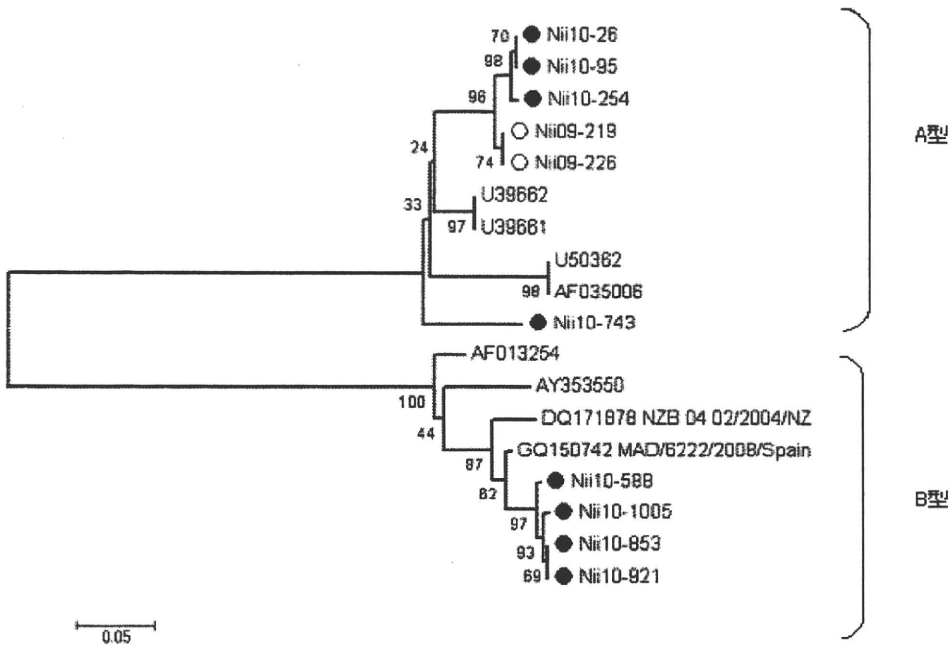 70
Nii10-26
98
Nii10-95
Nii10-254
96
Nii09-219
74
Nii09-226
24
U39662
33
97
U39661
U50362
98
AF035006
Nii10-743
A型
AF013254
100
AY353550
44
DQ171878 NZB 04 02/2004/NZ
87
GQ150742 MAD/6222/2008/Spain
82
Nii10-588
97
Nii10-1005
93
Nii10-853
69
Nii10-921
B型
0.05